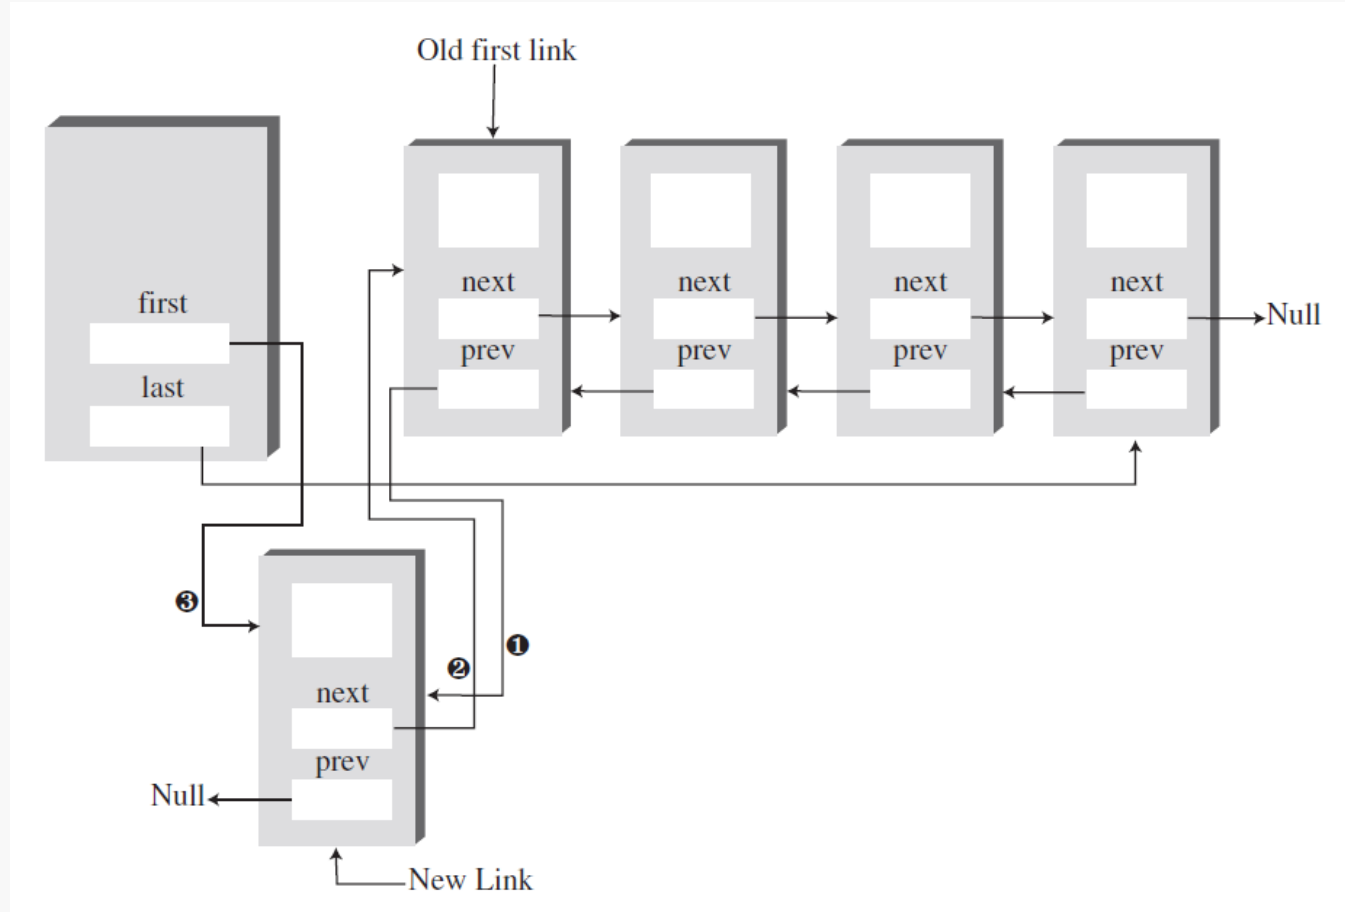 Old first link
first
last
next
prev
next
prev
next
prev
next
prev
Null
❸
❷
❶
next
prev
Null
New Link